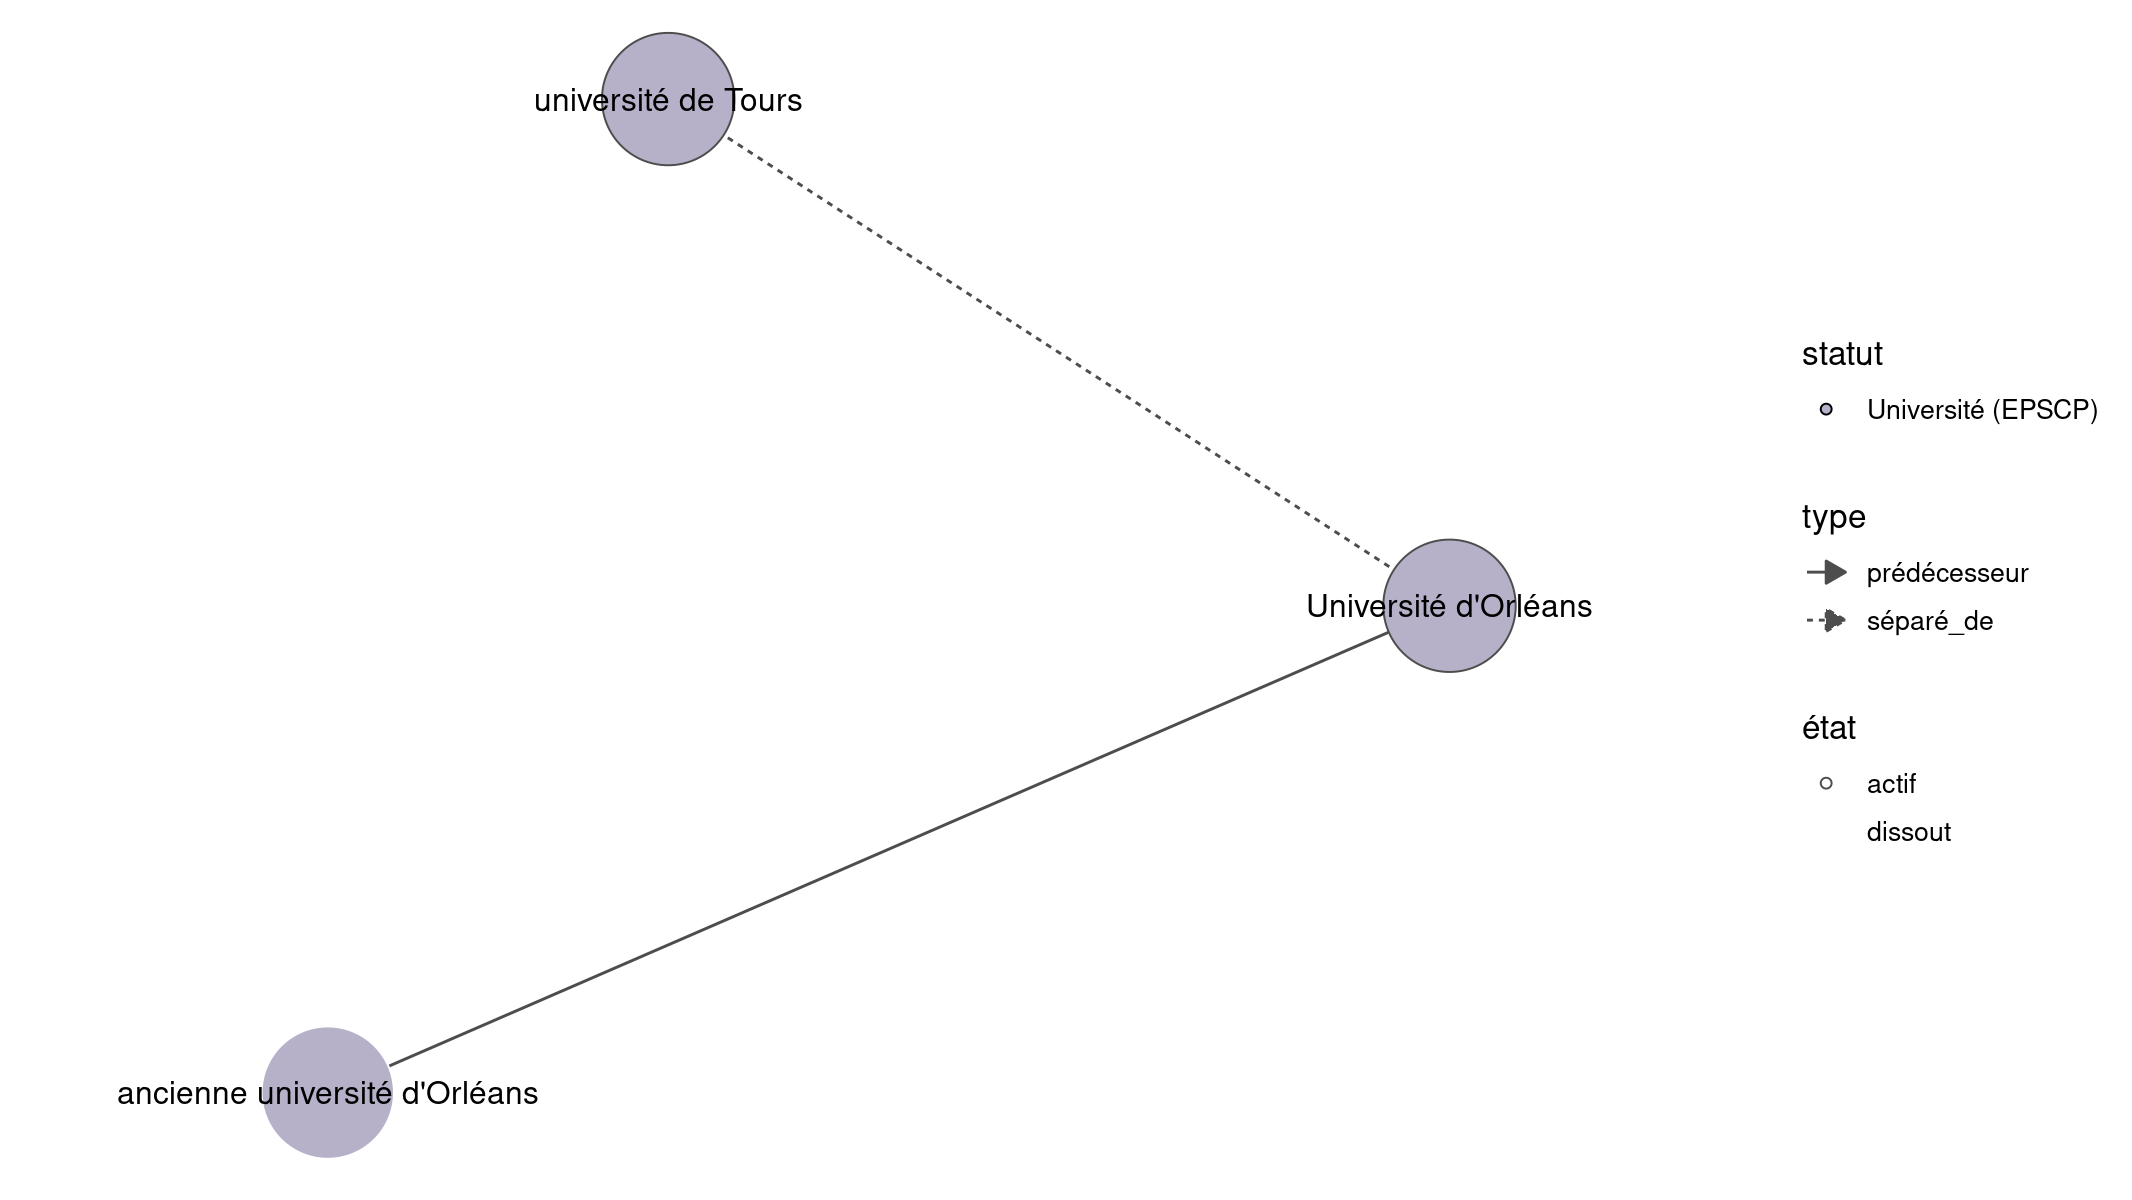 université de Tours
Université d'Orléans
ancienne université d'Orléans
statut
Université (EPSCP)
type
prédécesseur
séparé_de
état
actif
dissout